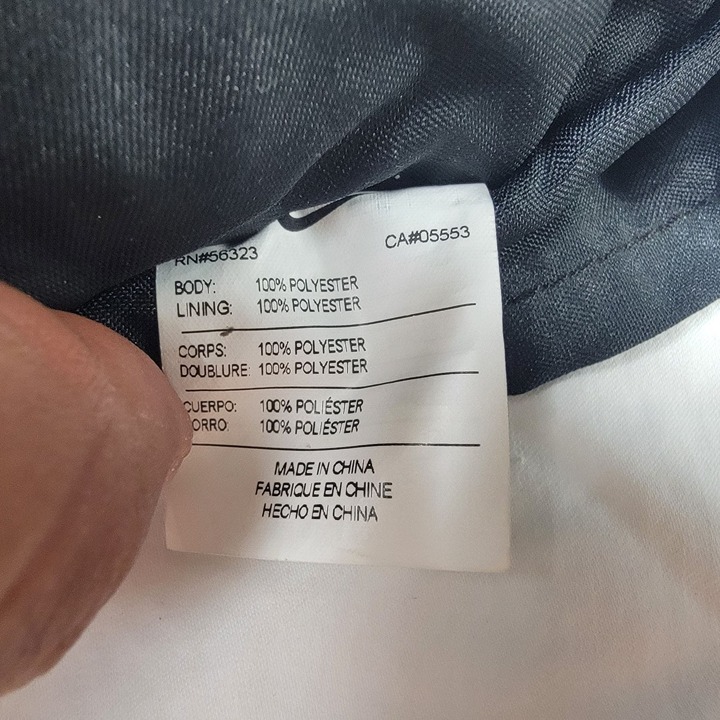 RN#56323 CA#05553
BODY: 100% POLYESTER
LINING: 100% POLYESTER
CORPS: 100% POLYESTER
DOUBLURE: 100% POLYESTER
CUERPO: 100% POLIÉSTER
ORRO: 100% POLIÉSTER
MADE IN CHINA
FABRIQUE EN CHINE
HECHO EN CHINA